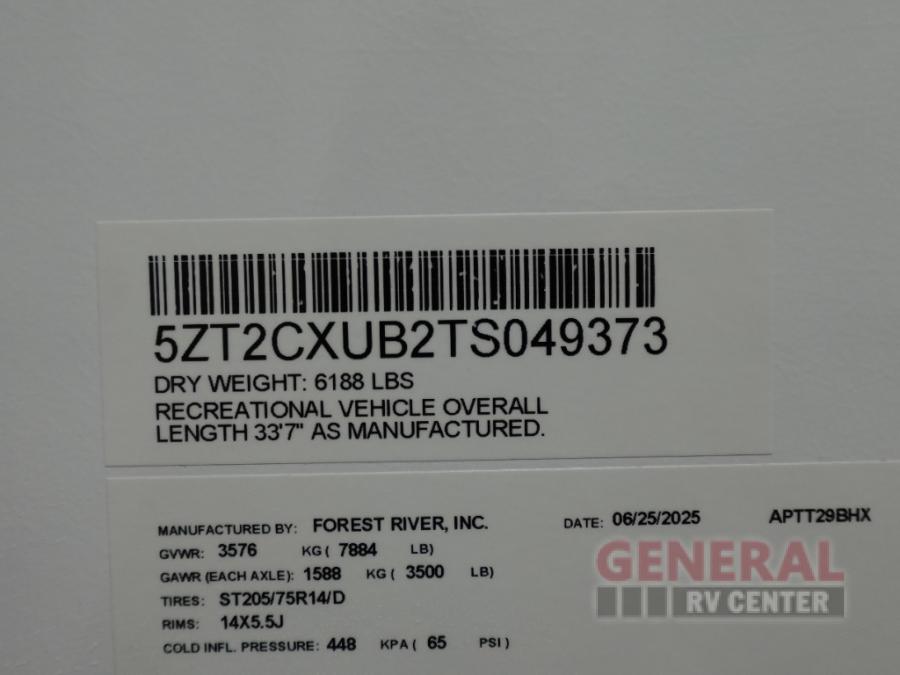 5ZT2CXUB2TS049373
DRY WEIGHT: 6188 LBS
RECREATIONAL VEHICLE OVERALL
LENGTH 33'7" AS MANUFACTURED.
MANUFACTURED BY: FOREST RIVER, INC. DATE: 06/25/2025 APTT29BHX
GVWR: 3576 KG ( 7884 LB)
GAWR (EACH AXLE): 1588 KG ( 3500 LB)
TIRES: ST205/75R14/D
RIMS: 14X5.5J
COLD INFL. PRESSURE: 448 KPA ( 65 PSI )
GENERAL
RV CENTER